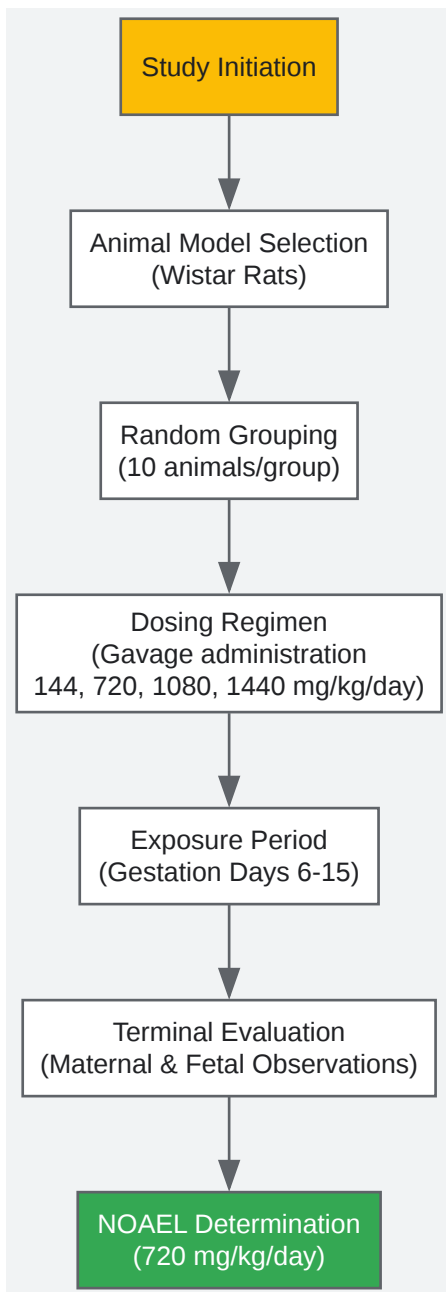 Study Initiation
Animal Model Selection
(Wistar Rats)
Random Grouping
(10 animals/group)
Dosing Regimen
(Gavage administration
144, 720, 1080, 1440 mg/kg/day)
Exposure Period
(Gestation Days 6-15)
Terminal Evaluation
(Maternal & Fetal Observations)
NOAEL Determination
(720 mg/kg/day)